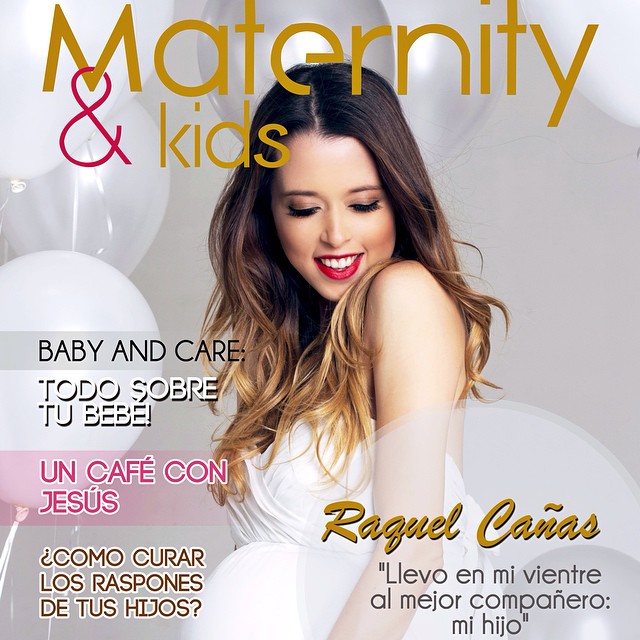 Maternity
& kids
BABY AND CARE:
TODO SOBRE
TU BEBÉ!
UN CAFÉ CON
JESÚS
¿COMO CURAR
LOS RASPONES
DE TUS HIJOS?
Raquel Cañas
"Llevo en mi vientre
al mejor compañero:
mi hijo"